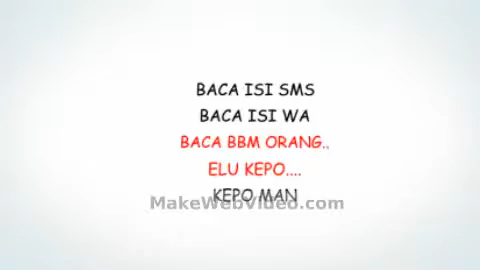 BACA ISI SMS
BACA ISI WA
BACA BBM ORANG..
ELU KEPO....
KEPO MAN
MakeWebVideo.com